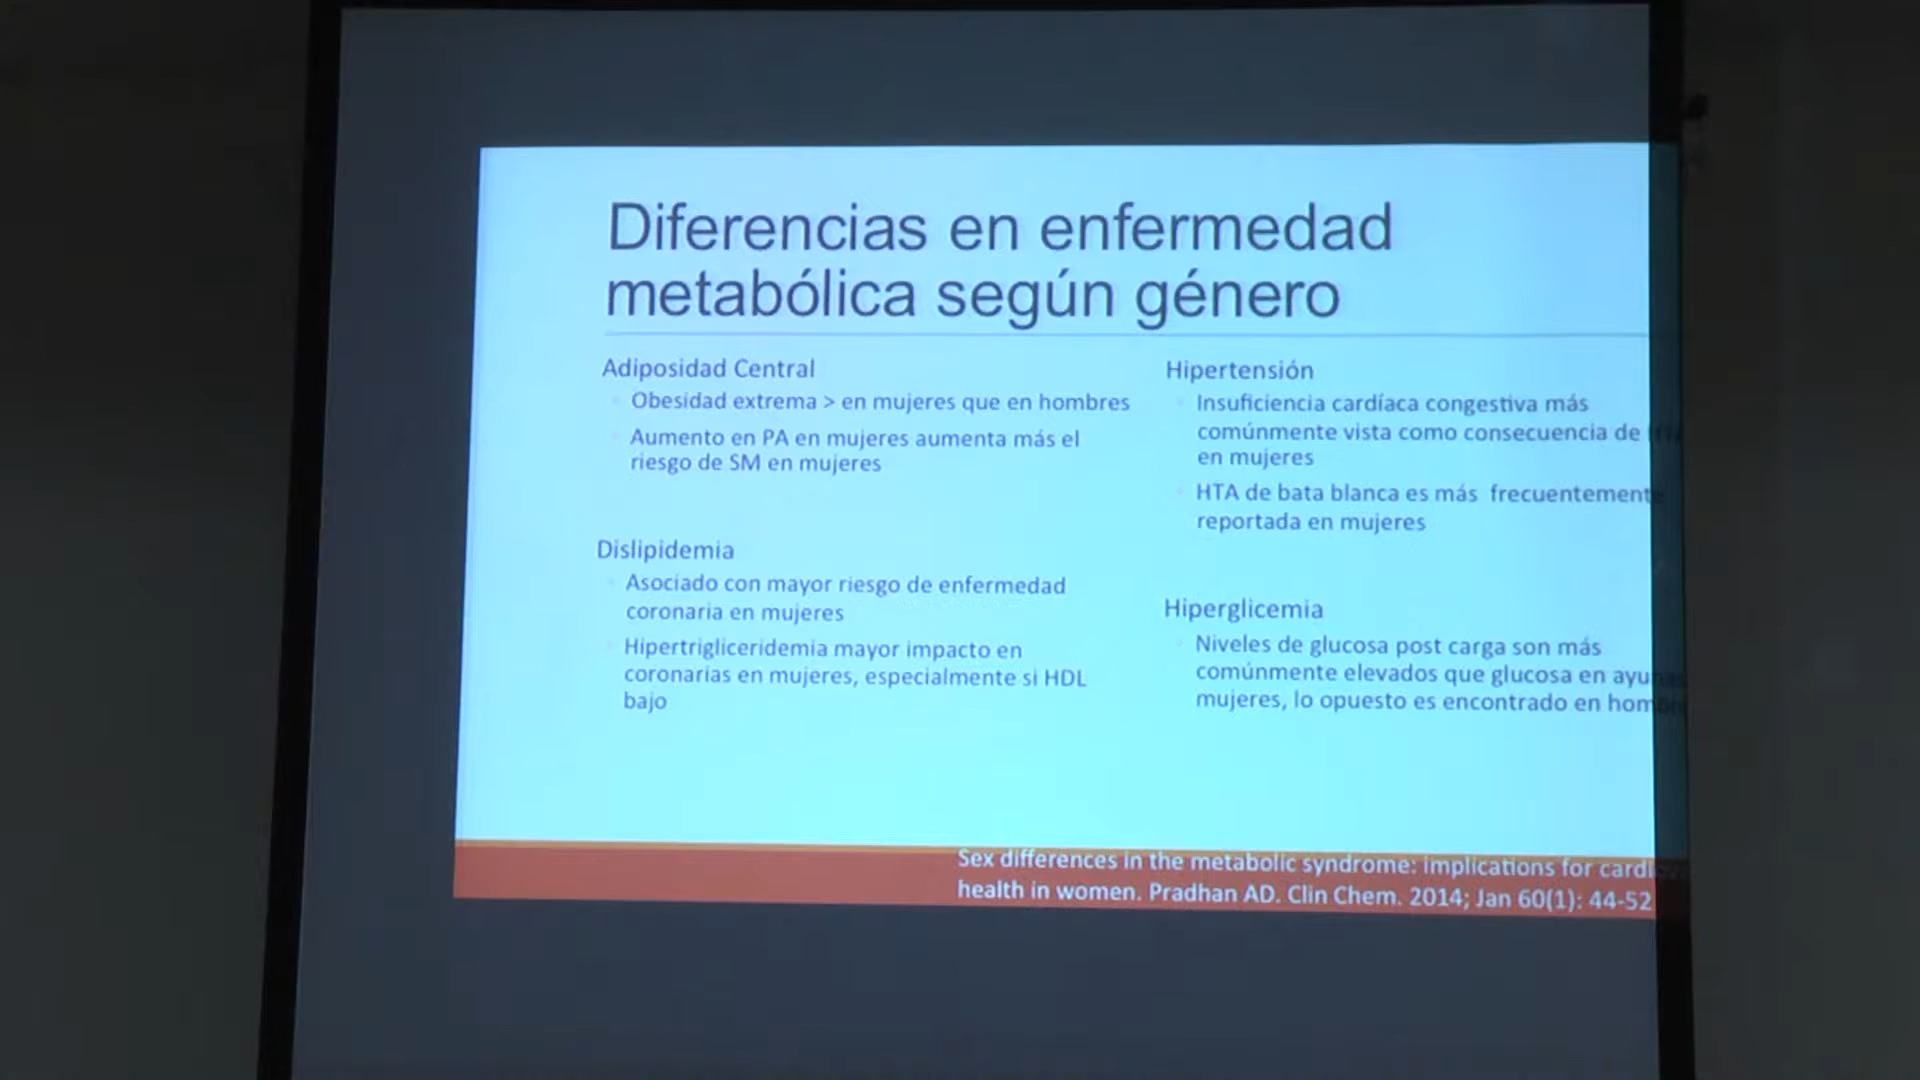 Diferencias en enfermedad
metabólica según género
Adiposidad Central
Obesidad extrema > en mujeres que en hombres
Aumento en PA en mujeres aumenta más el
riesgo de SM en mujeres
Dislipidemia
Asociado con mayor riesgo de enfermedad
coronaria en mujeres
Hipertrigliceridemia mayor impacto en
coronarias en mujeres, especialmente si HDL
bajo
Hipertensión
Insuficiencia cardíaca congestiva más
comúnmente vista como consecuencia de
en mujeres
HTA de bata blanca es más frecuentemente
reportada en mujeres
Hiperglicemia
Niveles de glucosa post carga son más
comúnmente elevados que glucosa en
mujeres, lo opuesto es encontrado en
Sex differences in the metabolic syndrome: implications for
health in women. Pradhan AD. Clin Chem. 2014; Jan 60(1): 44-52